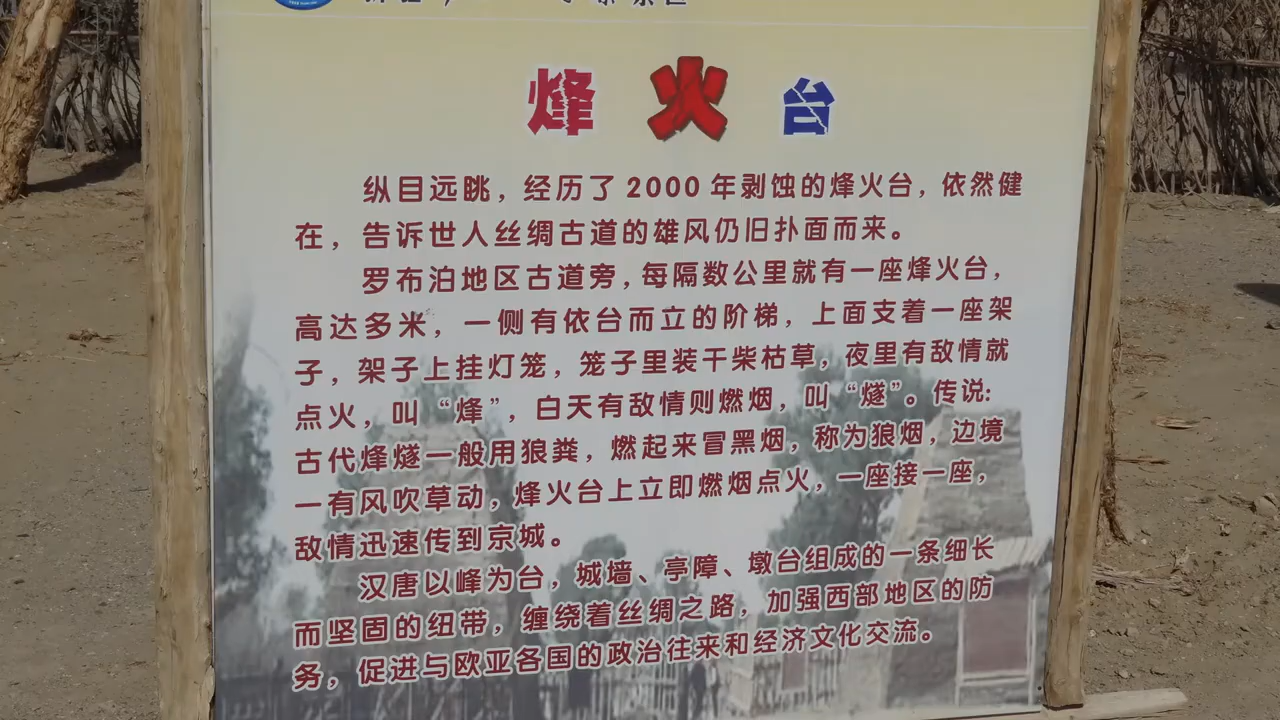 烽火台
纵目远眺，经历了2000年剥蚀的烽火台，依然健
在，告诉世人丝绸古道的雄风仍旧扑面而来。
罗布泊地区古道旁，每隔数公里就有一座烽火台，
高达多米，一侧有依台而立的阶梯，上面支着一座架
子，架子上挂灯笼，笼子里装干柴枯草，夜里有敌情就
点火，叫“烽”，白天有敌情则燃烟，叫“燧”。传说:
古代烽燧一般用狼粪，燃起来冒黑烟，称为狼烟，边境
一有风吹草动，烽火台上立即燃烟点火，一座接一座，
敌情迅速传到京城。
汉唐以峰为台，城墙、亭障、墩台组成的一条细长
而坚固的纽带，缠绕着丝绸之路，加强西部地区的防
务，促进与欧亚各国的政治往来和经济文化交流。